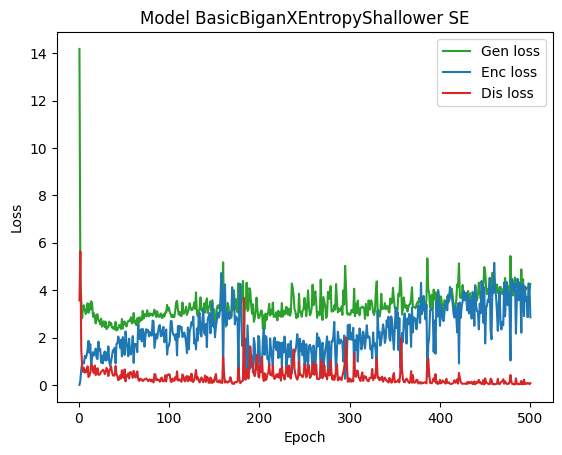 Model BasicBiganXEntropyShallower SE
Gen loss
Enc loss
Dis loss
Loss
14
12
10
8
6
4
2
0
0 100 200 300 400 500
Epoch